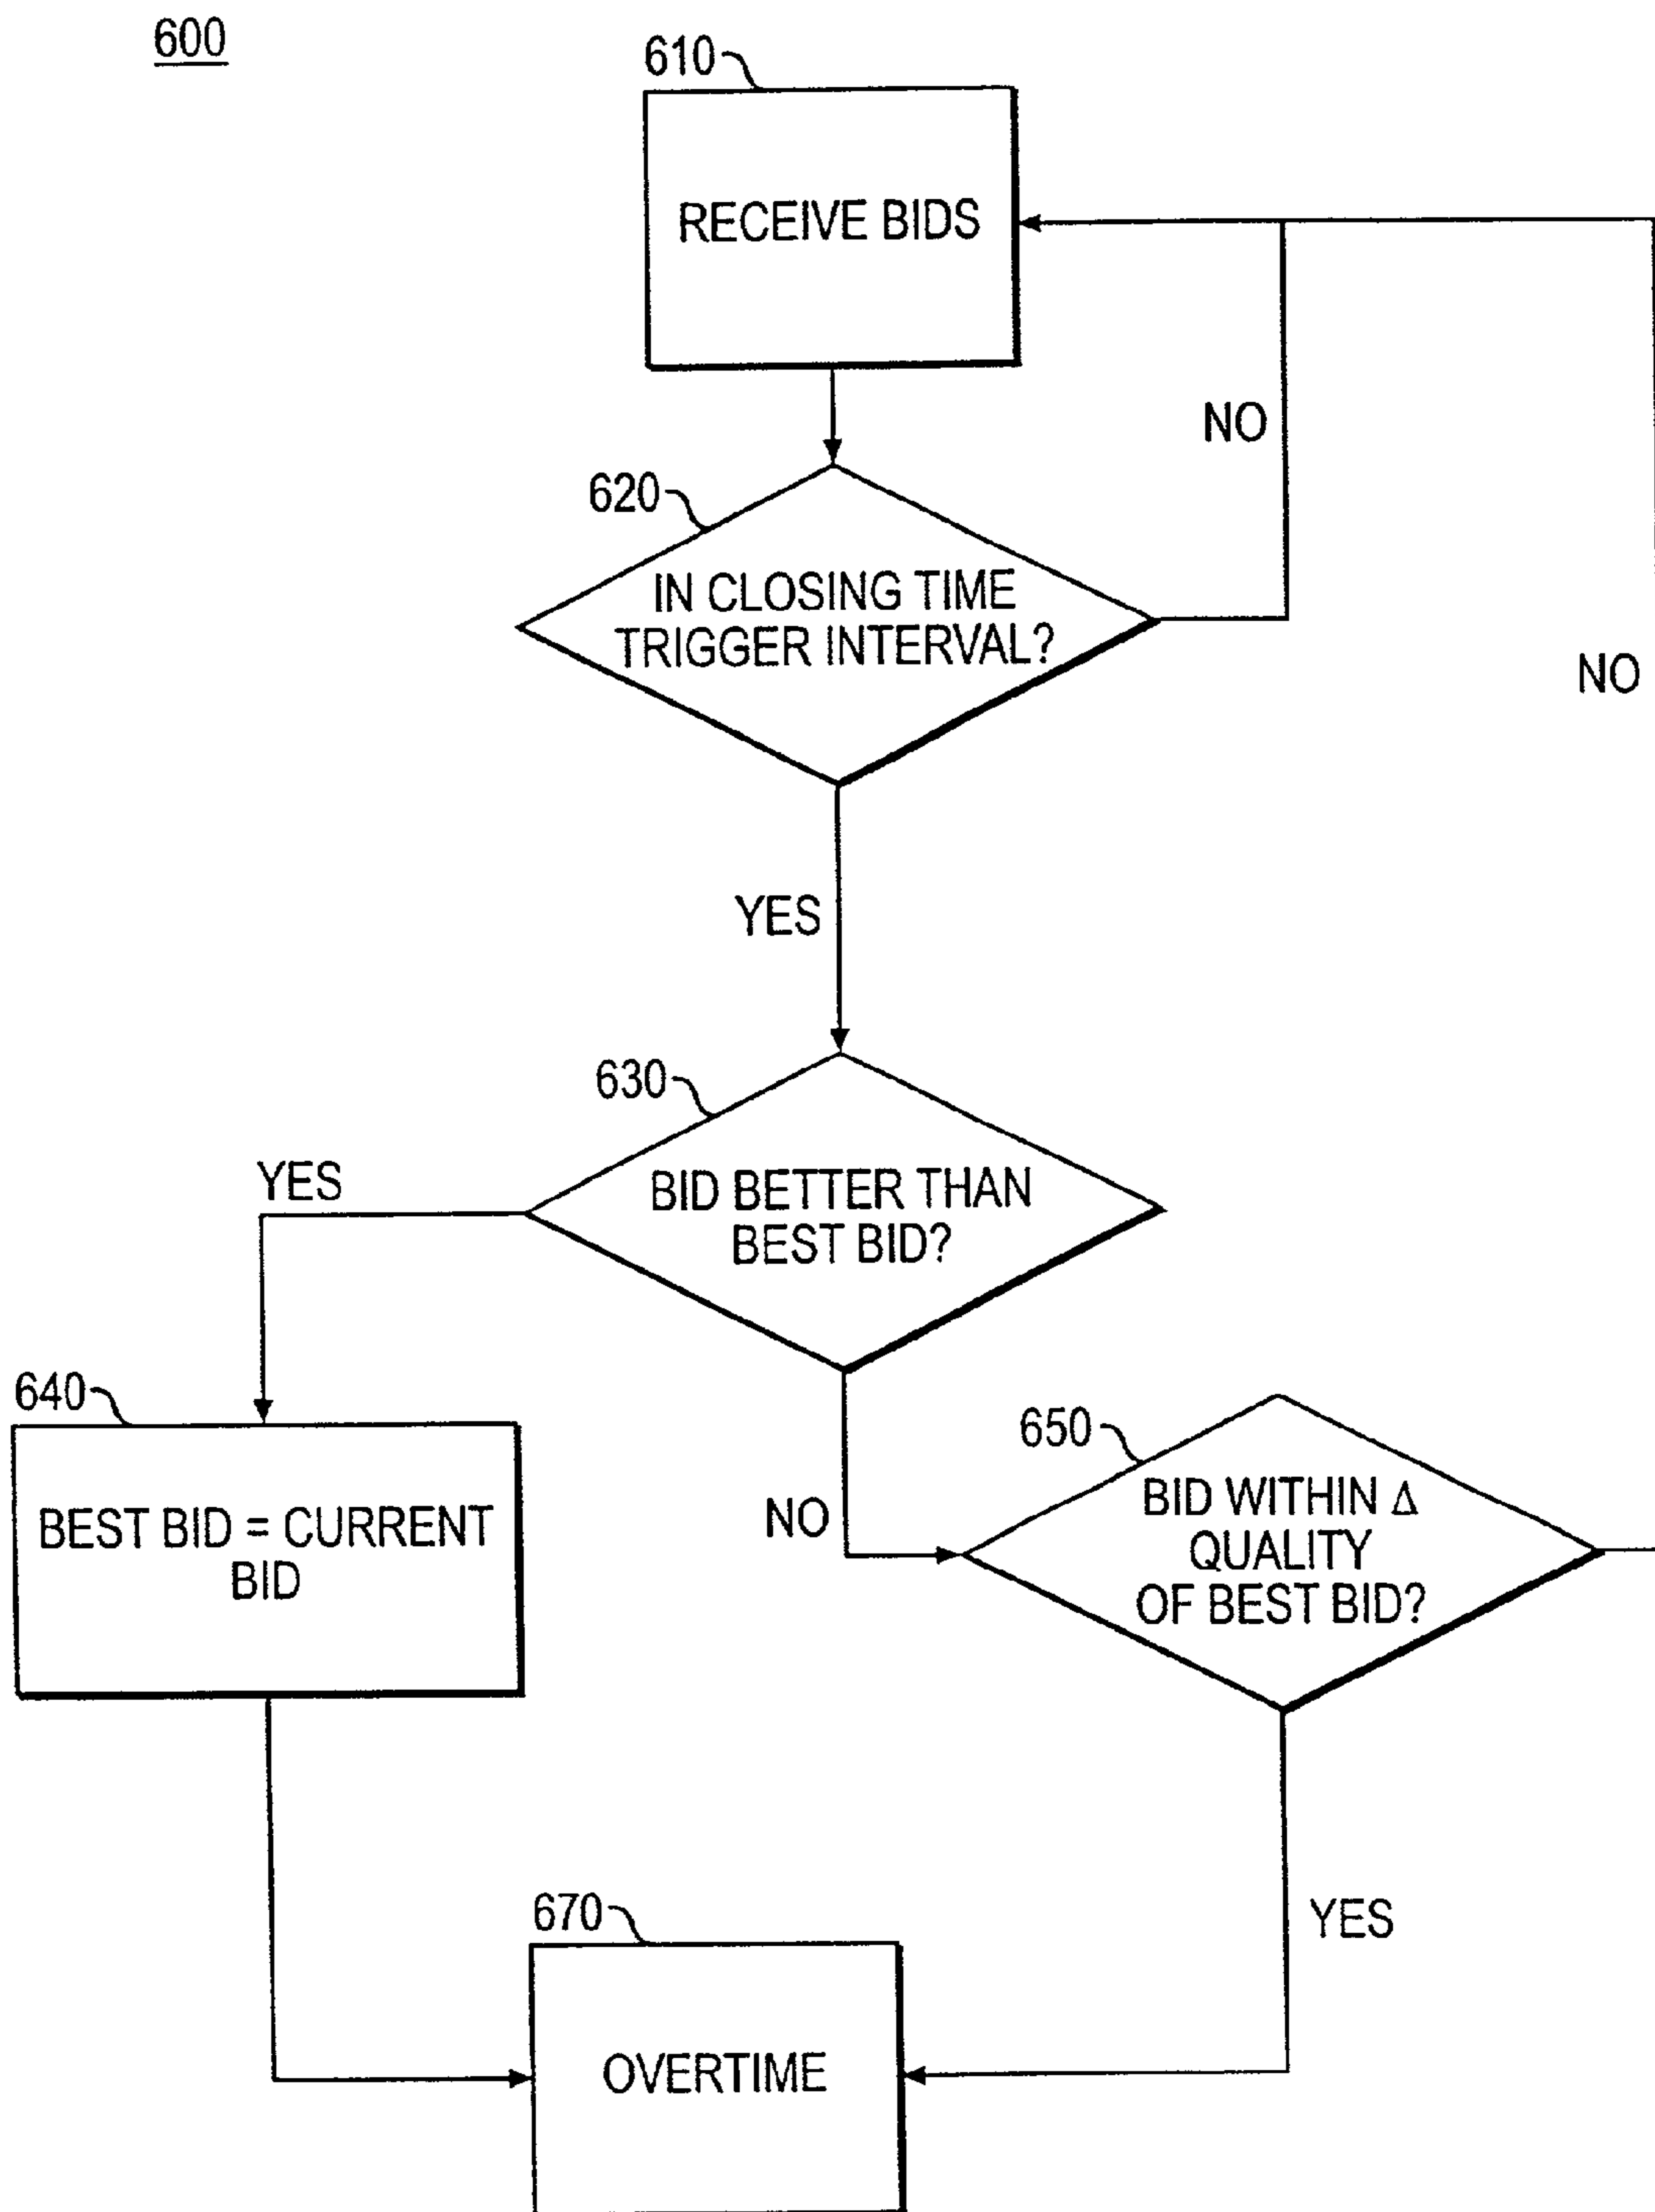 600
610
RECEIVE BIDS
NO
620
IN CLOSING TIME
TRIGGER INTERVAL?
NO
YES
630
YES
BID BETTER THAN
BEST BID?
640
BEST BID = CURRENT
BID
NO
650
BID WITHIN Δ
QUALITY
OF BEST BID?
670
YES
OVERTIME